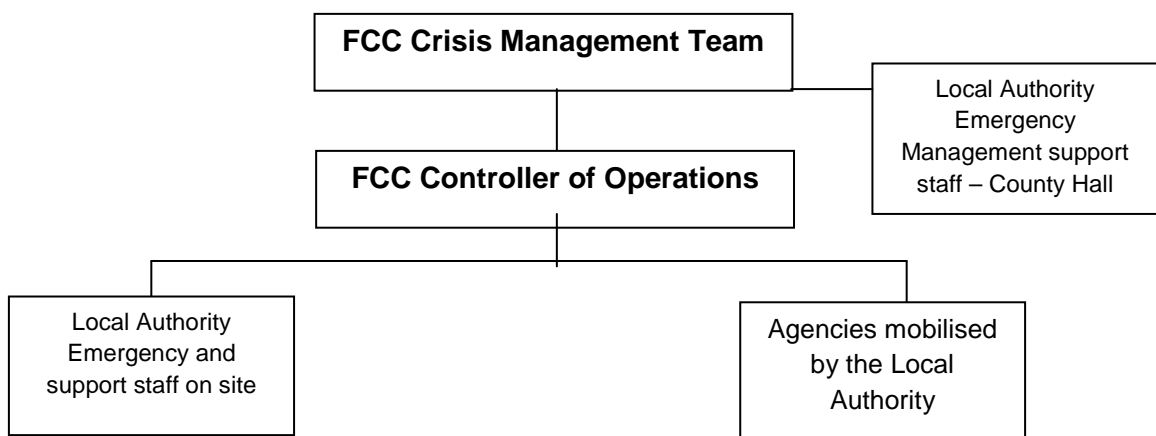 FCC Crisis Management Team
Local Authority
Emergency
Management support
staff – County Hall
FCC Controller of Operations
Local Authority
Emergency and
support staff on site
Agencies mobilised
by the Local
Authority